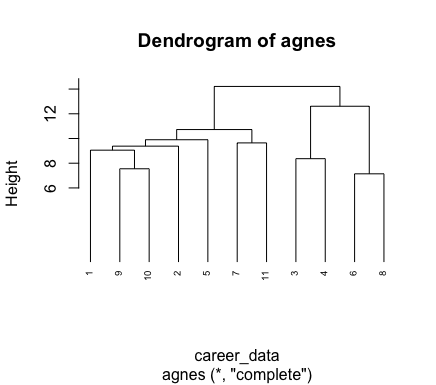 Dendrogram of agnes
Height
12
8
6
1 9 10 2 5 7 11 3 4 6 8
career_data
agnes (*, "complete")